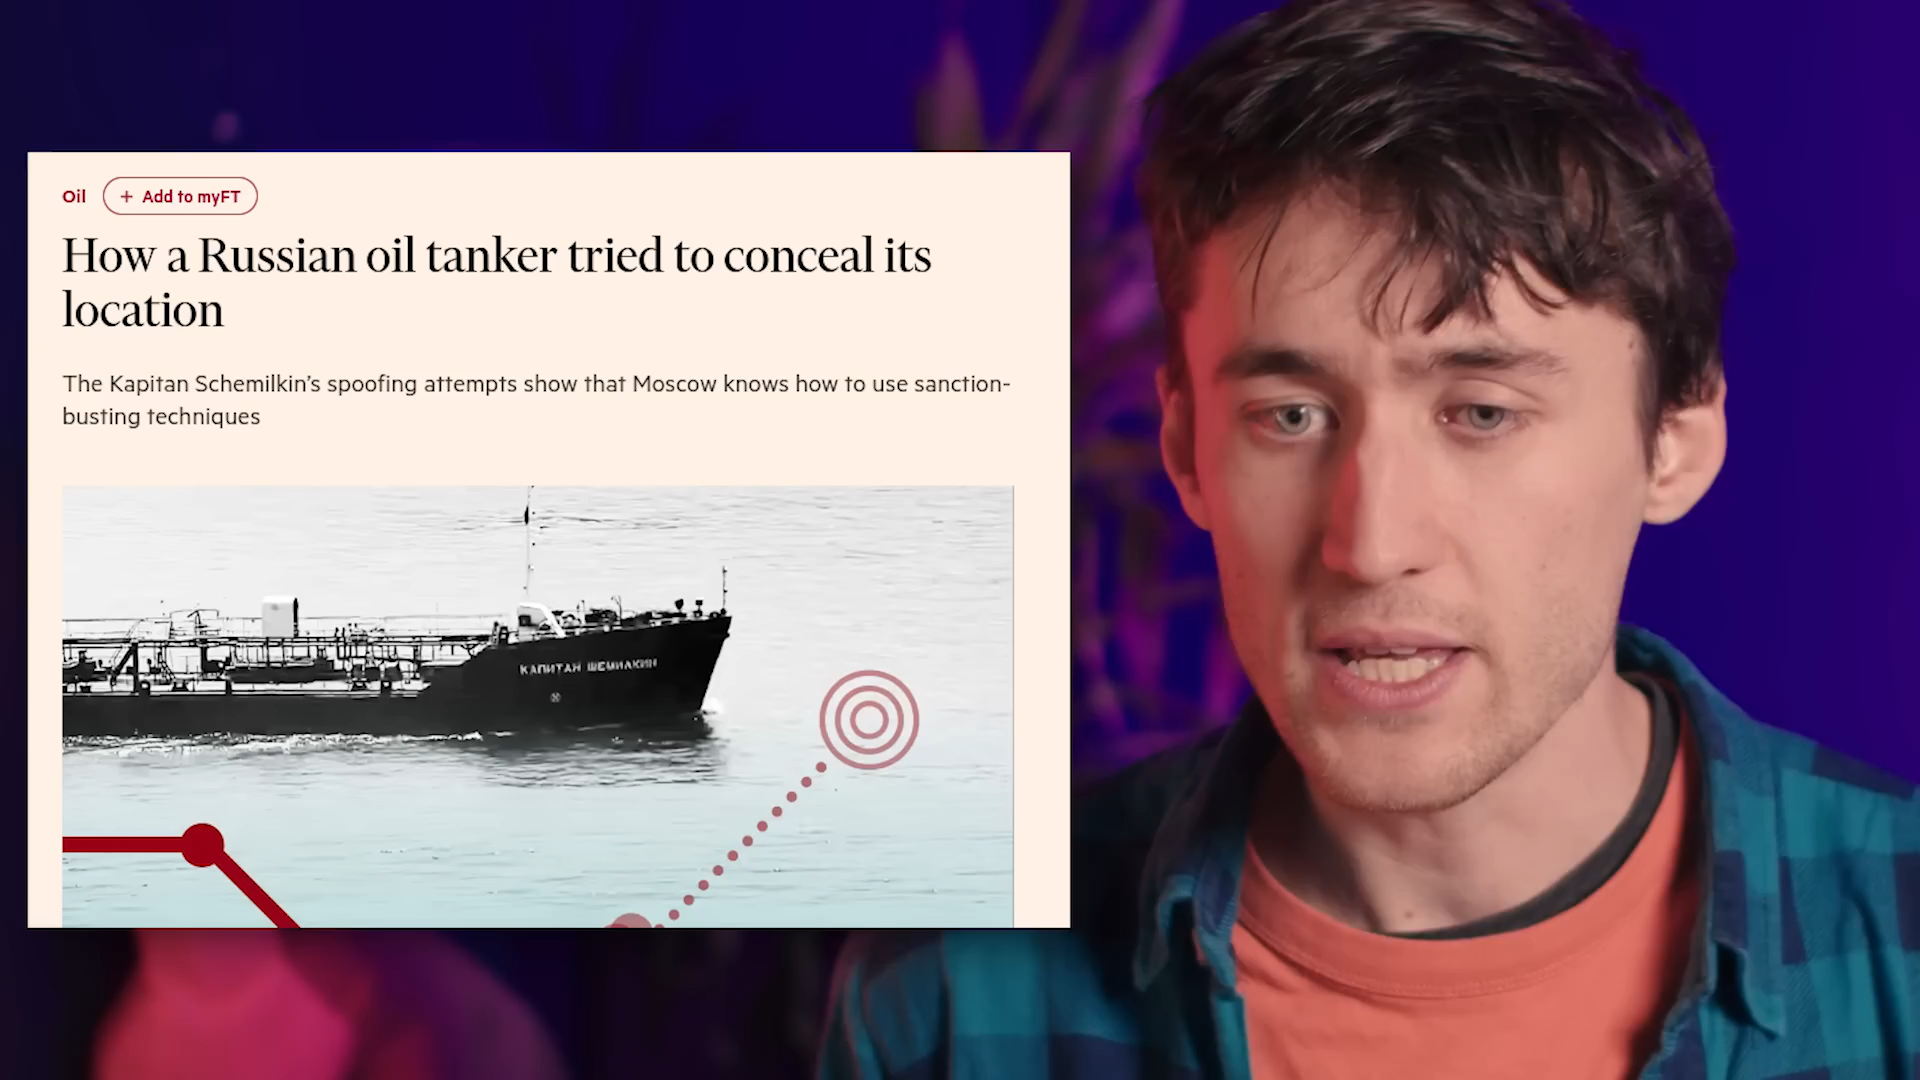 Oil
+ Add to myFT
How a Russian oil tanker tried to conceal its
location
The Kapitan Schemilkin's spoofing attempts show that Moscow knows how to use sanction-
busting techniques
КАПИТАН ШЕМИЛКИН